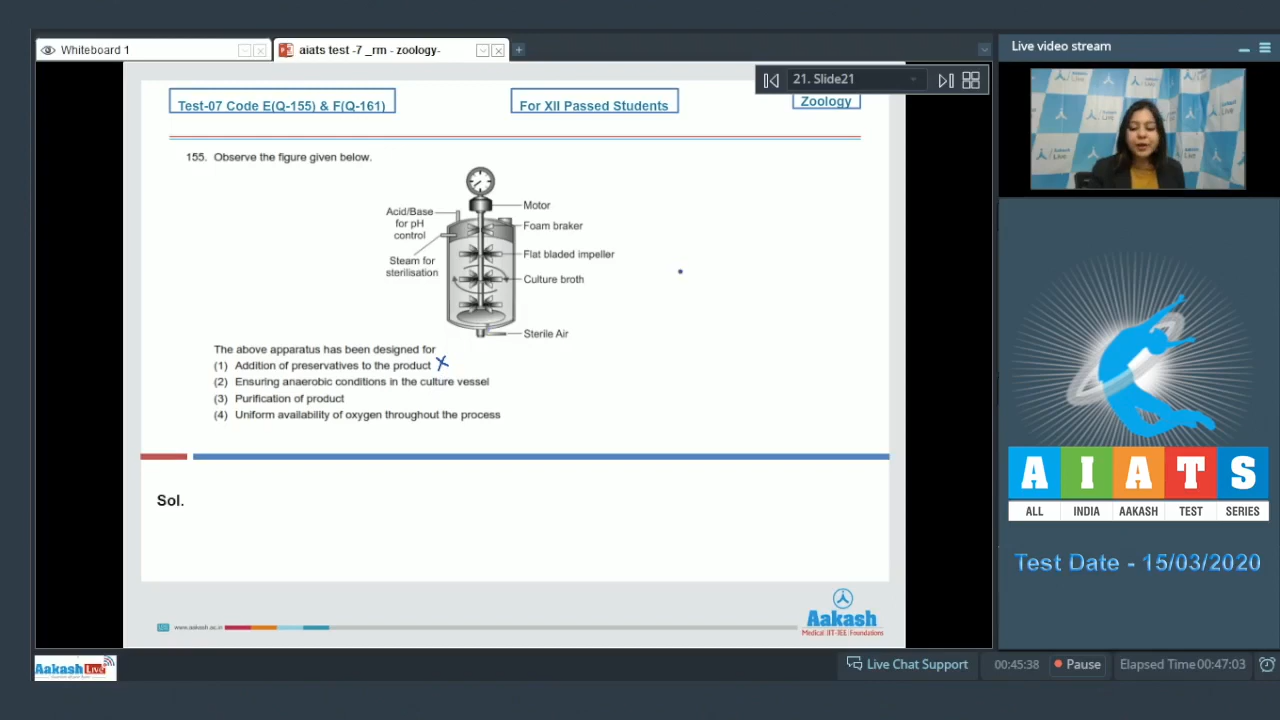 Whiteboard 1
aiats test -7 _rm - zoology-
Live video stream
21. Slide21
Test-07 Code E(Q-155) & F(Q-161)
For XII Passed Students
Zoology
155. Observe the figure given below.
Motor
Acid/Base
for pH
control
Foam braker
Flat bladed impeller
Steam for
sterilisation
Culture broth
Sterile Air
The above apparatus has been designed for
(1) Addition of preservatives to the product
(2) Ensuring anaerobic conditions in the culture vessel
(3) Purification of product
(4) Uniform availability of oxygen throughout the process
Sol.
www.aakash.ac.in
Aakash
Medical|IIT-JEE|Foundations
A I A T S
ALL INDIA AAKASH TEST SERIES
Test Date - 15/03/2020
Aakash Live
Live Chat Support
00:45:38
Pause
Elapsed Time 00:47:03